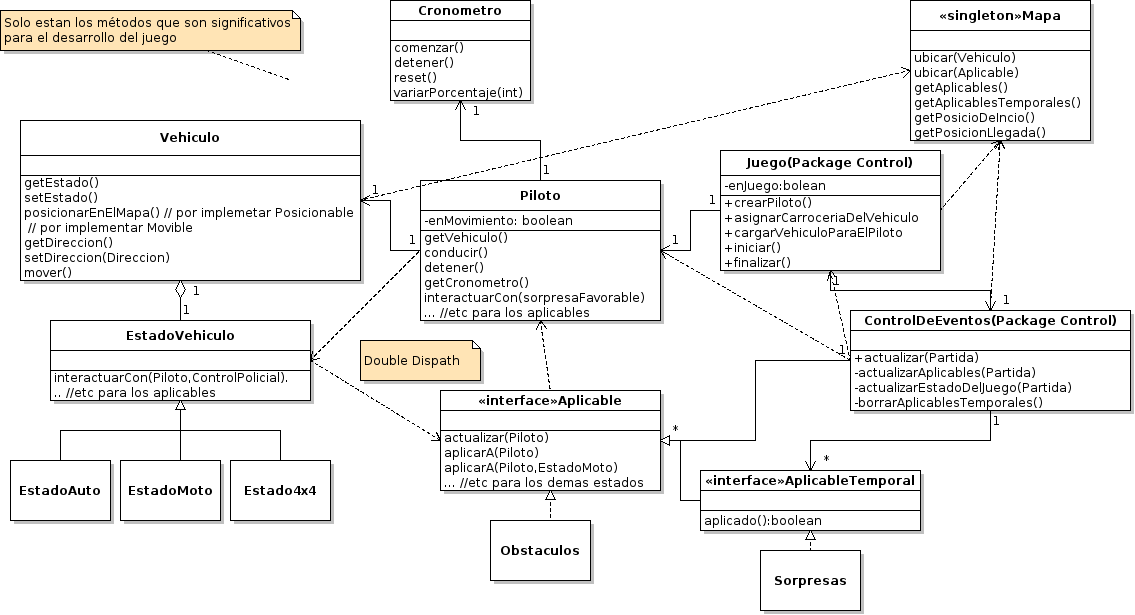 Solo estan los métodos que son significativos
para el desarrollo del juego
Cronometro
comenzar()
detener()
reset()
variarPorcentaje(int)
1
1
«singleton»Mapa
ubicar(Vehiculo)
ubicar(Aplicable)
getAplicables()
getAplicablesTemporales()
getPosicioDeIncio()
getPosicionLlegada()
Vehiculo
getEstado()
setEstado()
posicionarEnElMapa() // por implemetar Posicionable
// por implementar Movible
getDireccion()
setDireccion(Direccion)
mover()
1
1
Piloto
-enMovimiento: boolean
getVehiculo()
conducir()
detener()
getCronometro()
interactuarCon(sorpresaFavorable)
... //etc para los aplicables
1
1
Juego(Package Control)
-enJuego:bolean
+crearPiloto()
+asignarCarroceriaDelVehiculo
+cargarVehiculoParaElPiloto
+iniciar()
+finalizar()
1
1
ControlDeEventos(Package Control)
+actualizar(Partida)
-actualizarAplicables(Partida)
-actualizarEstadoDelJuego(Partida)
-borrarAplicablesTemporales()
1
1
*
1
*
1
1
EstadoVehiculo
interactuarCon(Piloto,ControlPolicial).
.. //etc para los aplicables
Double Dispath
«interface»Aplicable
actualizar(Piloto)
aplicarA(Piloto)
aplicarA(Piloto,EstadoMoto)
... //etc para los demas estados
«interface»AplicableTemporal
aplicado():boolean
EstadoAuto
EstadoMoto
Estado4x4
Obstaculos
Sorpresas